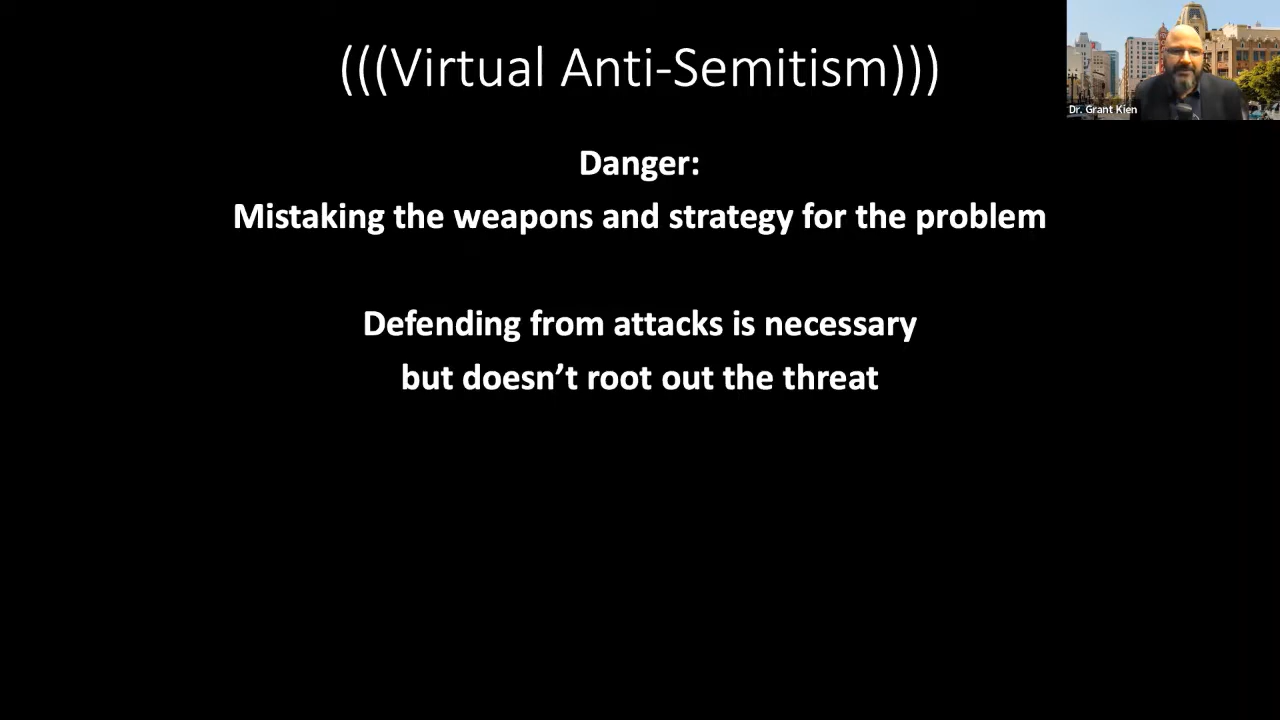 (((Virtual Anti-Semitism)))
Dr. Grant Kien
Danger:
Mistaking the weapons and strategy for the problem
Defending from attacks is necessary
but doesn’t root out the threat